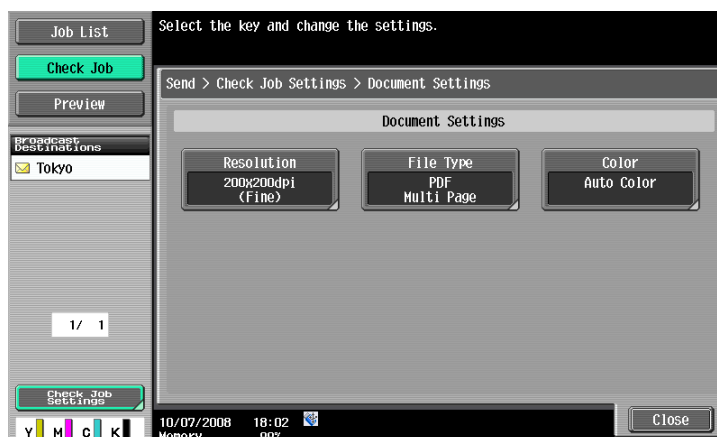 Job List
Select the key and change the settings.
Check Job
Send > Check Job Settings > Document Settings
Preview
Document Settings
Broadcast
Destinations
Tokyo
Resolution
200X200dpi
(Fine)
File Type
PDF
Multi Page
Color
Auto Color
1/ 1
Check Job
Settings
Close
10/07/2008 18:02
Y M C K
Memory